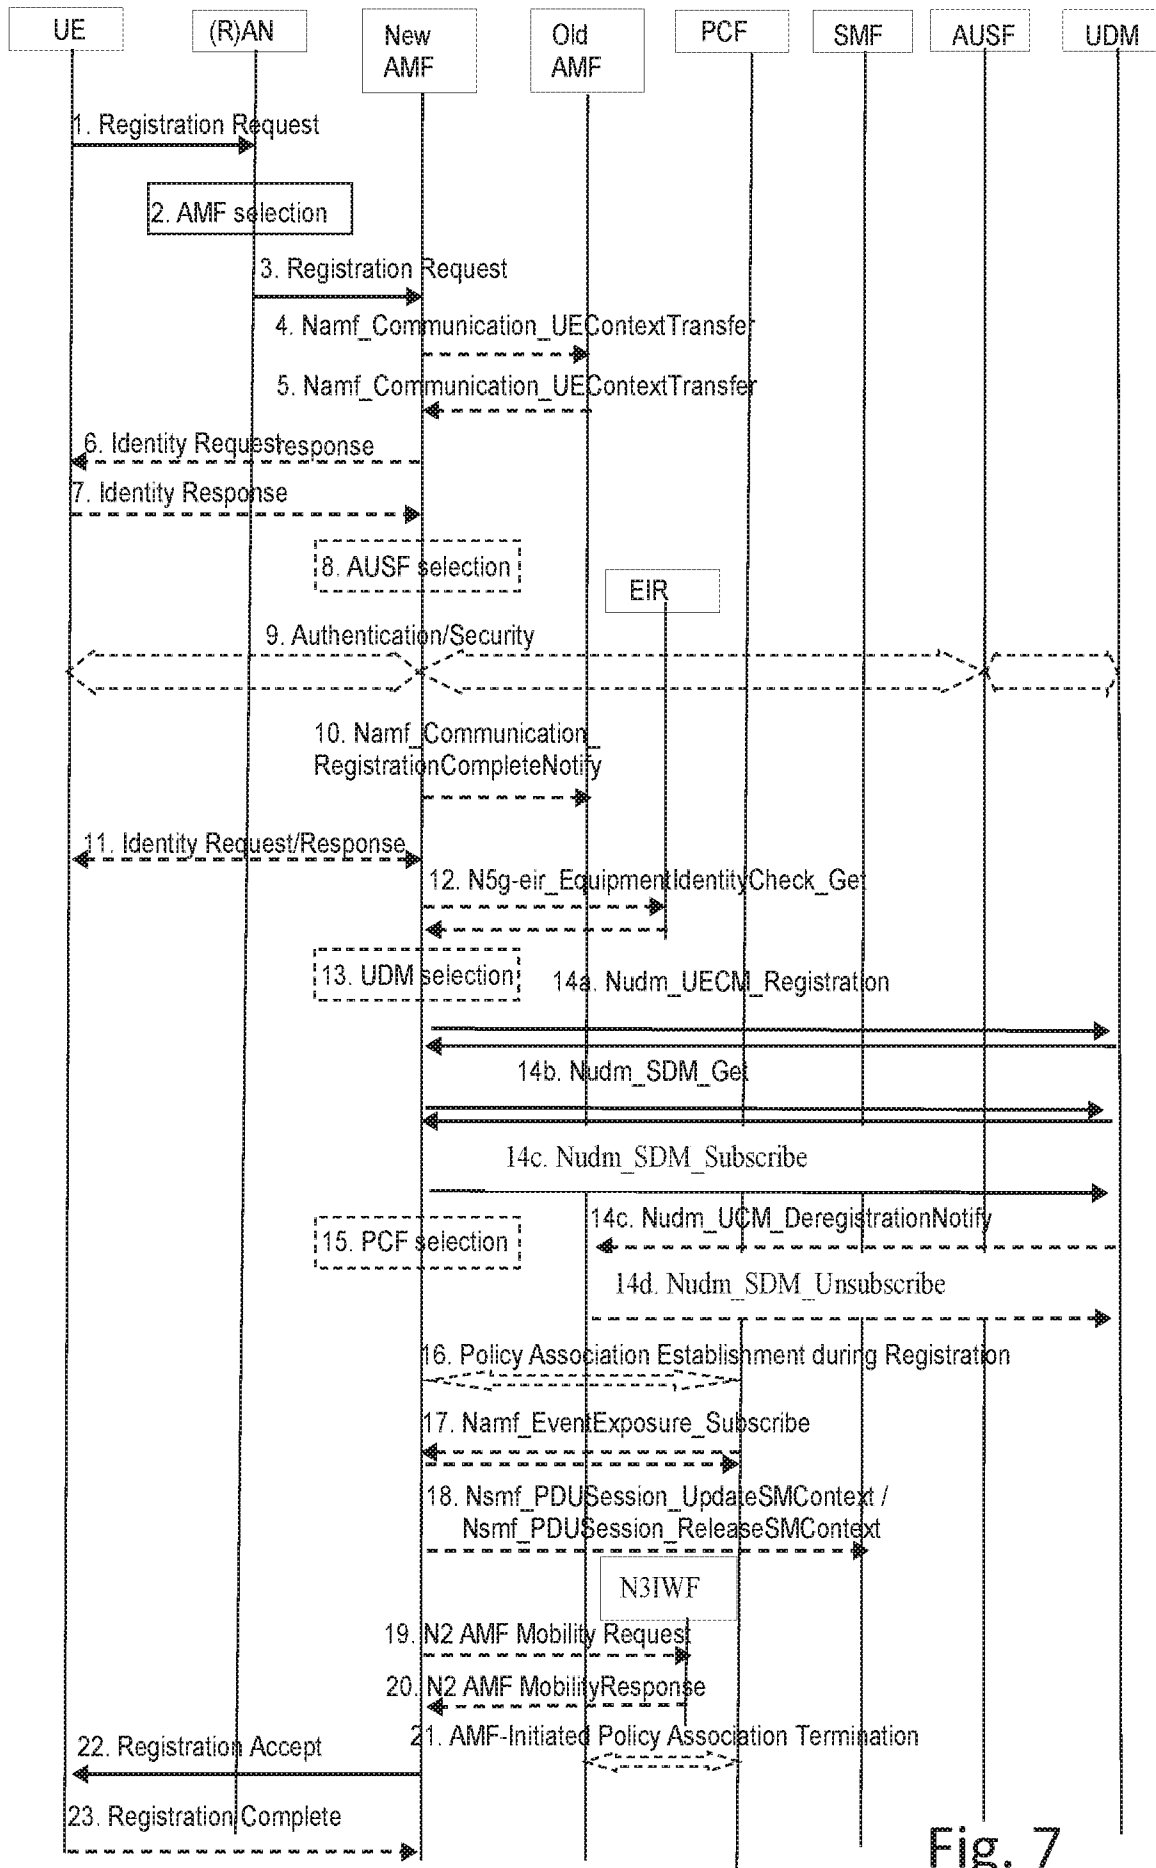 UE
(R)AN
New
AMF
Old
AMF
PCF
SMF
AUSF
UDM
1. Registration Request
2. AMF selection
3. Registration Request
4. Namf_Communication_UEContextTransfer
5. Namf_Communication_UEContextTransfer
response
6. Identity Request
7. Identity Response
8. AUSF selection
EIR
9. Authentication/Security
10. Namf_Communication_
RegistrationCompleteNotify
11. Identity Request/Response
12. N5g-eir_EquipmentIdentityCheck_Get
13. UDM selection
14a. Nudm_UECM_Registration
14b. Nudm_SDM_Get
14c. Nudm_SDM_Subscribe
14c. Nudm_UCM_DeregistrationNotify
15. PCF selection
14d. Nudm_SDM_Unsubscribe
16. Policy Association Establishment during Registration
17. Namf_EventExposure_Subscribe
18. Nsmf_PDUSession_UpdateSMContext /
Nsmf_PDUSession_ReleaseSMContext
N3IWF
19. N2 AMF Mobility Request
20. N2 AMF MobilityResponse
21. AMF-Initiated Policy Association Termination
22. Registration Accept
23. Registration Complete
Fig. 7